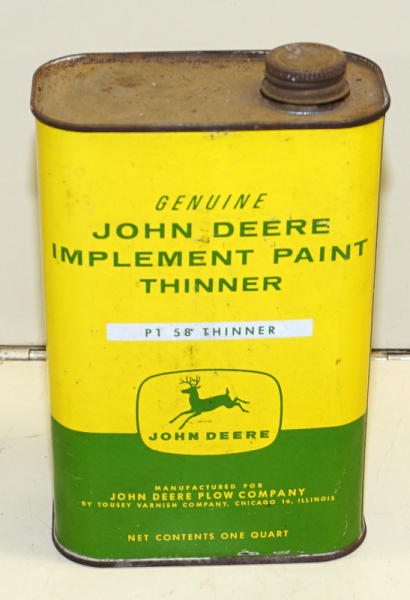 GENUINE
JOHN DEERE
IMPLEMENT PAINT
THINNER
PT 58 THINNER
JOHN DEERE
MANUFACTURED FOR
JOHN DEERE PLOW COMPANY
BY TOUSEY VARNISH COMPANY, CHICAGO 16, ILLINOIS
NET CONTENTS ONE QUART